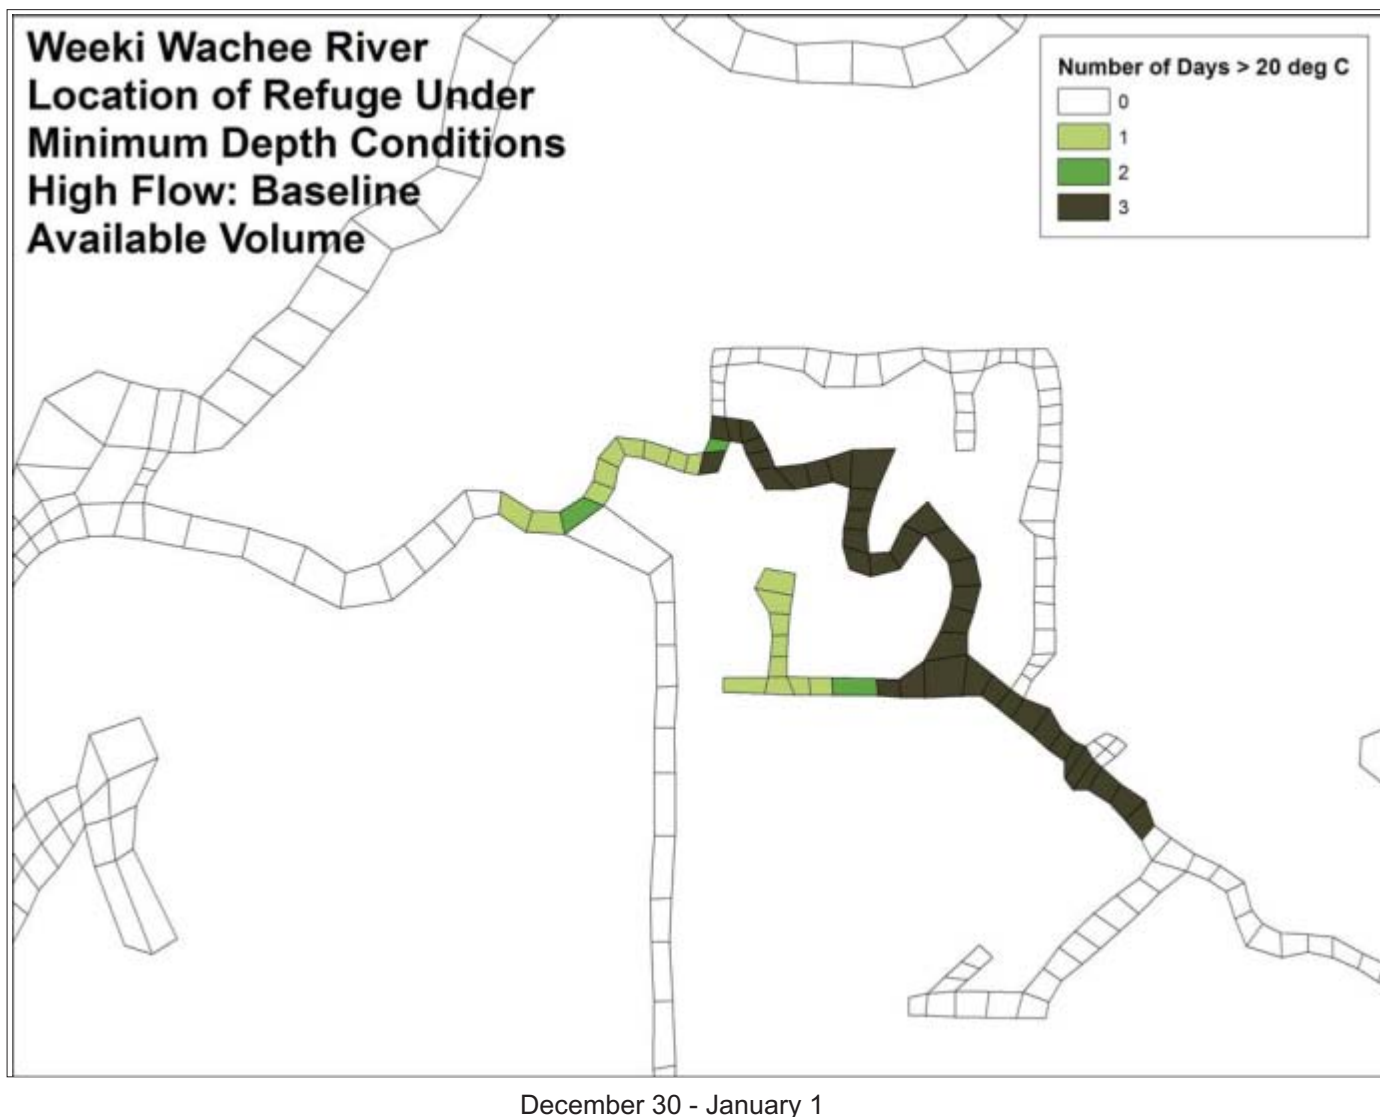 Weeki Wachee River
Location of Refuge Under
Minimum Depth Conditions
High Flow: Baseline
Available Volume
Number of Days > 20 deg C
0
1
2
3
December 30 - January 1